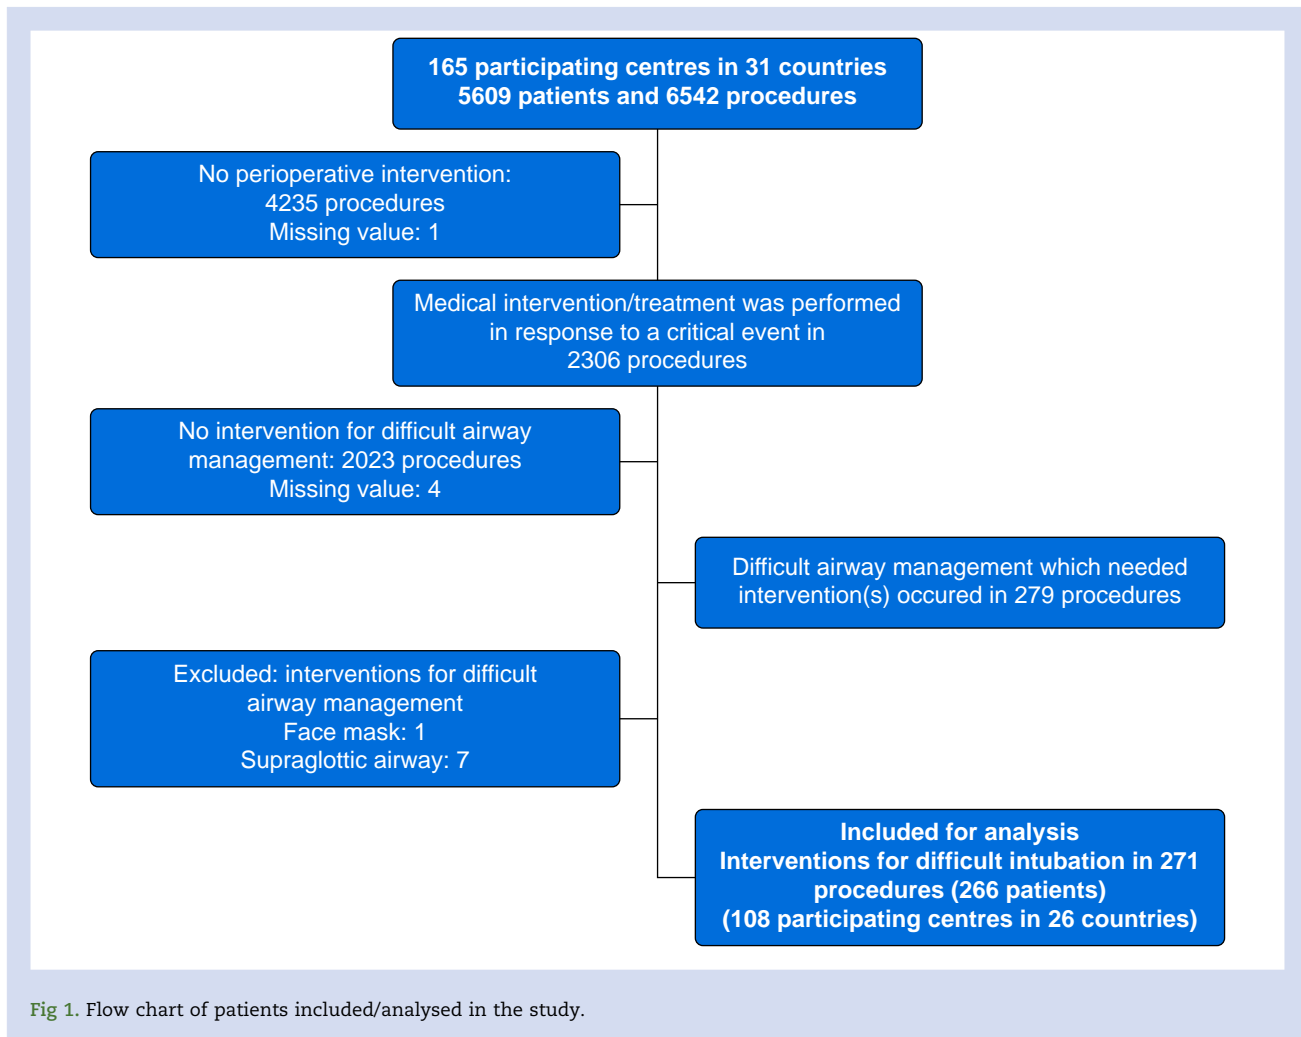 165 participating centres in 31 countries
5609 patients and 6542 procedures
No perioperative intervention:
4235 procedures
Missing value: 1
Medical intervention/treatment was performed
in response to a critical event in
2306 procedures
No intervention for difficult airway
management: 2023 procedures
Missing value: 4
Difficult airway management which needed
intervention(s) occured in 279 procedures
Excluded: interventions for difficult
airway management
Face mask: 1
Supraglottic airway: 7
Included for analysis
Interventions for difficult intubation in 271
procedures (266 patients)
(108 participating centres in 26 countries)
Fig 1. Flow chart of patients included/analysed in the study.